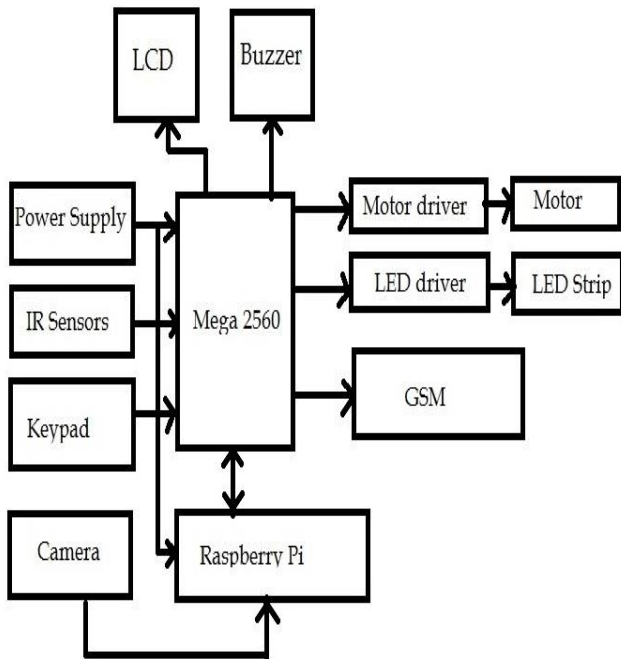 LCD
Buzzer
Power Supply
Motor driver
Motor
IR Sensors
Mega 2560
LED driver
LED Strip
Keypad
GSM
Camera
Raspberry Pi